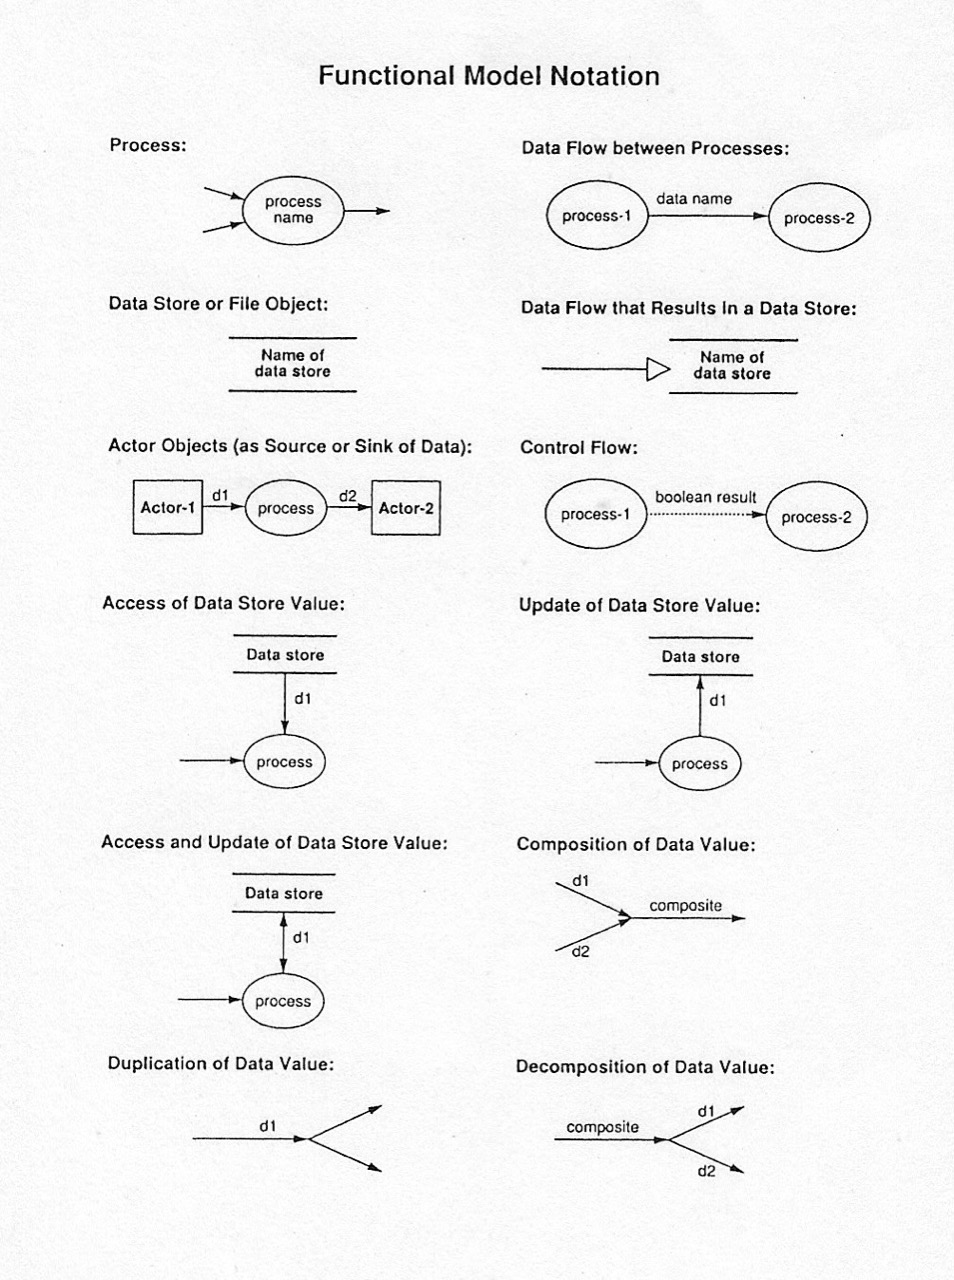 Functional Model Notation
Process:
process
name
Data Flow between Processes:
process-1
data name
process-2
Data Store or File Object:
Name of
data store
Data Flow that Results in a Data Store:
Name of
data store
Actor Objects (as Source or Sink of Data):
Actor-1
d1
process
d2
Actor-2
Control Flow:
process-1
boolean result
process-2
Access of Data Store Value:
Data store
d1
process
Update of Data Store Value:
Data store
d1
process
Access and Update of Data Store Value:
Data store
d1
process
Composition of Data Value:
d1
composite
d2
Duplication of Data Value:
d1
Decomposition of Data Value:
composite
d1
d2